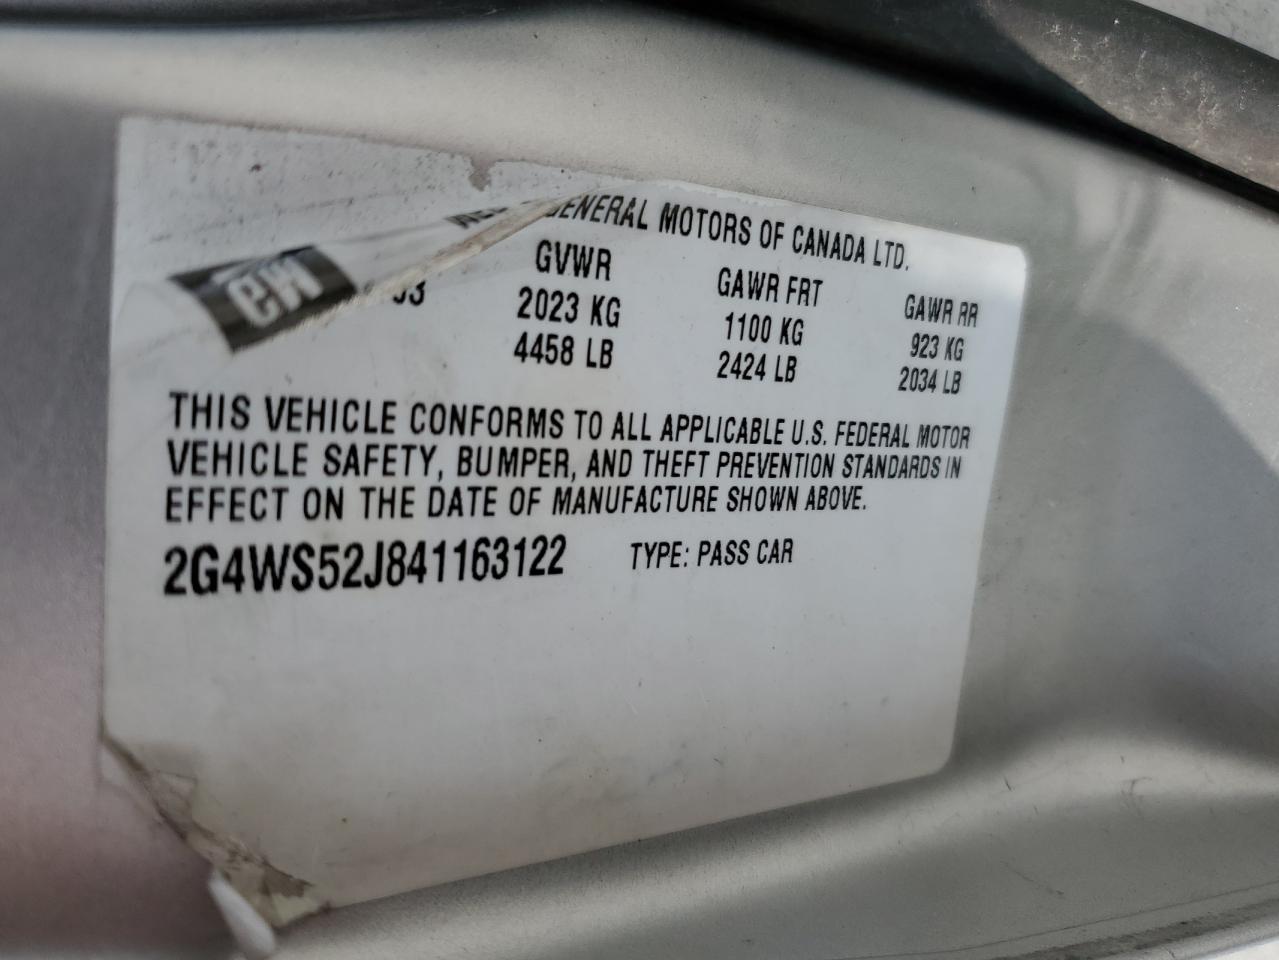 GM
GENERAL MOTORS OF CANADA LTD.
03 GVWR GAWR FRT GAWR RR
2023 KG 1100 KG 923 KG
4458 LB 2424 LB 2034 LB
THIS VEHICLE CONFORMS TO ALL APPLICABLE U.S. FEDERAL MOTOR
VEHICLE SAFETY, BUMPER, AND THEFT PREVENTION STANDARDS IN
EFFECT ON THE DATE OF MANUFACTURE SHOWN ABOVE.
2G4WS52J841163122 TYPE: PASS CAR